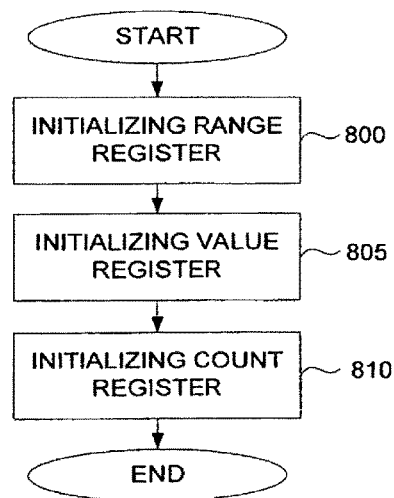 START
INITIALIZING RANGE
REGISTER
800
INITIALIZING VALUE
REGISTER
805
INITIALIZING COUNT
REGISTER
810
END